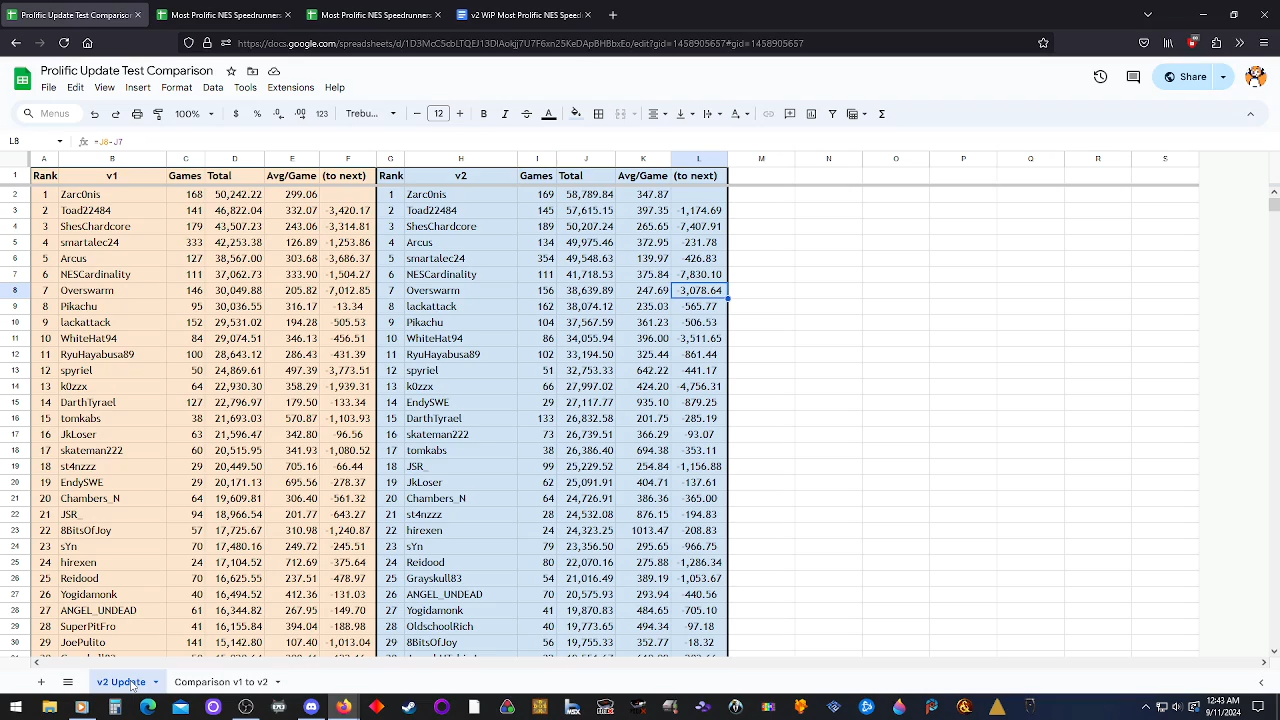 Prolific Update Test Comparison
Most Prolific NES Speedrunners
Most Prolific NES Speedrunners
v2 WIP Most Prolific NES Speed
Prolific Update Test Comparison
File Edit View Insert Format Data Tools Extensions Help
Share
Menus 100% $ % .0 .00 123 Trebu... 12 B I A
L8 =J8-J7
A B C D E F G H I J K L M N O P Q R S
1 Rank v1 Games Total Avg/Game (to next) Rank v2 Games Total Avg/Game (to next)
2 1 Zarc0nis 168 50,242.22 299.06 1 Zarc0nis 169 58,789.84 347.87
3 2 Toad22484 141 46,822.04 332.07 -3,420.17 2 Toad22484 145 57,615.15 397.35 -1,174.69
4 3 ShesChardcore 179 43,507.23 243.06 -3,314.81 3 ShesChardcore 189 50,207.24 265.65 -7,407.91
5 4 smartalec24 333 42,253.38 126.89 -1,253.86 4 Arcus 134 49,975.46 372.95 -231.78
6 5 Arcus 127 38,567.00 303.68 -3,686.37 5 smartalec24 354 49,548.63 139.97 -426.83
7 6 NESCardinality 111 37,062.73 333.90 -1,504.27 6 NESCardinality 111 41,718.53 375.84 -7,830.10
8 7 Overswarm 146 30,049.88 205.82 -7,012.85 7 Overswarm 156 38,639.89 247.69 -3,078.64
9 8 Pikachu 95 30,036.55 316.17 -13.34 8 lackattack 162 38,074.12 235.03 -565.77
10 9 lackattack 152 29,531.02 194.28 -505.53 9 Pikachu 104 37,567.59 361.23 -506.53
11 10 WhiteHat94 84 29,074.51 346.13 -456.51 10 WhiteHat94 86 34,055.94 396.00 -3,511.65
12 11 RyuHayabusa89 100 28,643.12 286.43 -431.39 11 RyuHayabusa89 102 33,194.50 325.44 -861.44
13 12 spyriel 50 24,869.61 497.39 -3,773.51 12 spyriel 51 32,753.33 642.22 -441.17
14 13 k0zzx 64 22,930.30 358.29 -1,939.31 13 k0zzx 66 27,997.02 424.20 -4,756.31
15 14 DarthTyrael 127 22,796.97 179.50 -133.34 14 EndySWE 29 27,117.77 935.10 -879.25
16 15 tomkabs 38 21,693.03 570.87 -1,103.93 15 DarthTyrael 133 26,832.58 201.75 -285.19
17 16 JkLoser 63 21,596.47 342.80 -96.56 16 skateman222 73 26,739.51 366.29 -93.07
18 17 skateman222 60 20,515.95 341.93 -1,080.52 17 tomkabs 38 26,386.40 694.38 -353.11
19 18 st4nzzz 29 20,449.50 705.16 -66.44 18 JSR_ 99 25,229.52 254.84 -1,156.88
20 19 EndySWE 29 20,171.13 695.56 -278.37 19 JkLoser 62 25,091.91 404.71 -137.61
21 20 Chambers_N 64 19,609.81 306.40 -561.32 20 Chambers_N 64 24,726.91 386.36 -365.00
22 21 JSR_ 94 18,966.54 201.77 -643.27 21 st4nzzz 28 24,532.08 876.15 -194.83
23 22 8BitsOfJoy 57 17,725.67 310.98 -1,240.87 22 hirexen 24 24,323.25 1013.47 -208.83
24 23 sYn 70 17,480.16 249.72 -245.51 23 sYn 79 23,356.50 295.65 -966.75
25 24 hirexen 24 17,104.52 712.69 -375.64 24 Reidood 80 22,070.16 275.88 -1,286.34
26 25 Reidood 70 16,625.55 237.51 -478.97 25 Grayskull83 54 21,016.49 389.19 -1,053.67
27 26 Yogidamonk 40 16,494.52 412.36 -131.03 26 ANGEL_UNDEAD 70 20,575.93 293.94 -440.56
28 27 ANGEL_UNDEAD 61 16,344.82 267.95 -149.70 27 Yogidamonk 41 19,870.83 484.65 -705.10
29 28 SuperPitFro 41 16,155.84 394.04 -188.98 28 OldschoolRich 40 19,773.65 494.34 -97.18
30 29 JoePulito 141 15,142.80 107.40 -1,013.04 29 8BitsOfJoy 56 19,755.33 352.77 -18.32
v2 Update Comparison v1 to v2
12:43 AM
9/11/2024